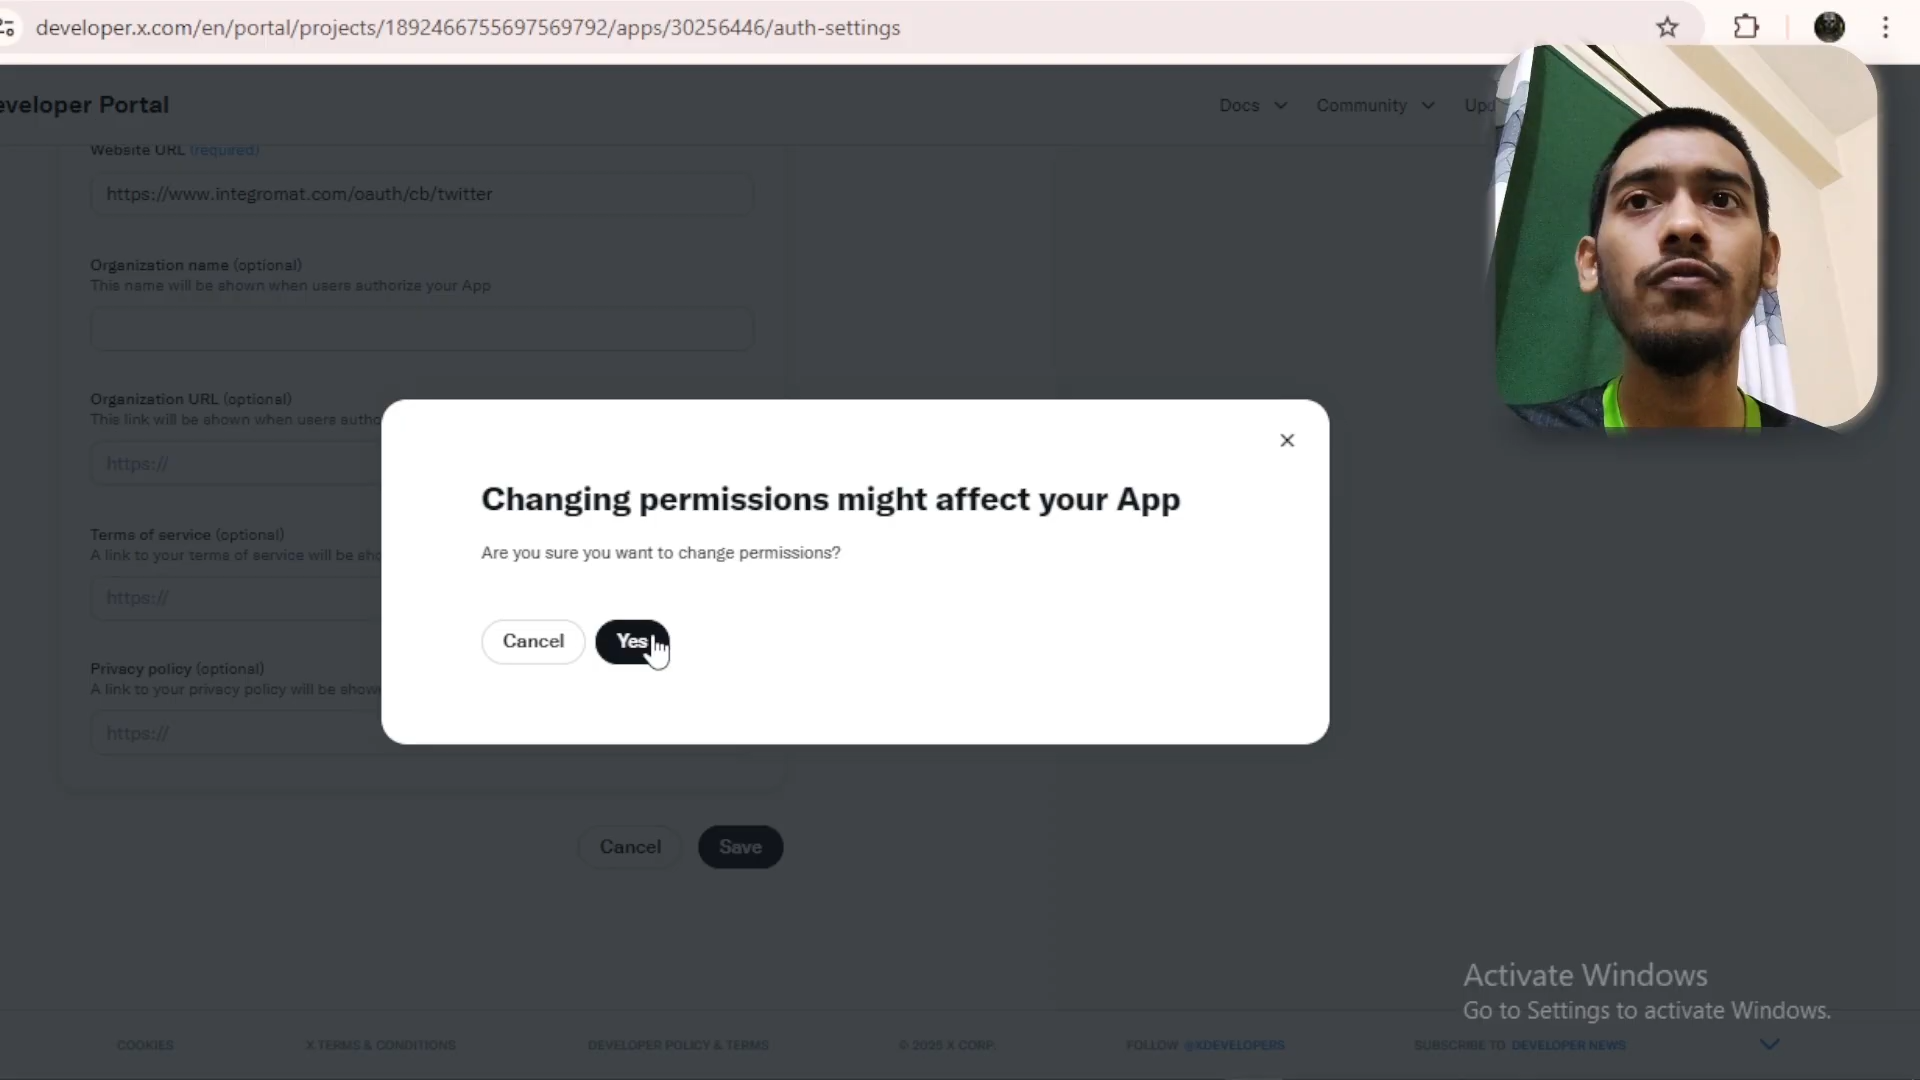 developer.x.com/en/portal/projects/1892466755697569792/apps/30256446/auth-settings
eveloper Portal
Docs
Community
Upd
Website URL (required)
https://www.integromat.com/oauth/cb/twitter
Organization name (optional)
This name will be shown when users authorize your App
Organization URL (optional)
This link will be shown when users autho
https://
Changing permissions might affect your App
Are you sure you want to change permissions?
Cancel
Yes
Terms of service (optional)
A link to your terms of service will be sho
https://
Privacy policy (optional)
A link to your privacy policy will be show
https://
Cancel
Save
Activate Windows
Go to Settings to activate Windows.
COOKIES
X TERMS & CONDITIONS
DEVELOPER POLICY & TERMS
© 2025 X CORP.
FOLLOW @XDEVELOPERS
SUBSCRIBE TO DEVELOPER NEWS